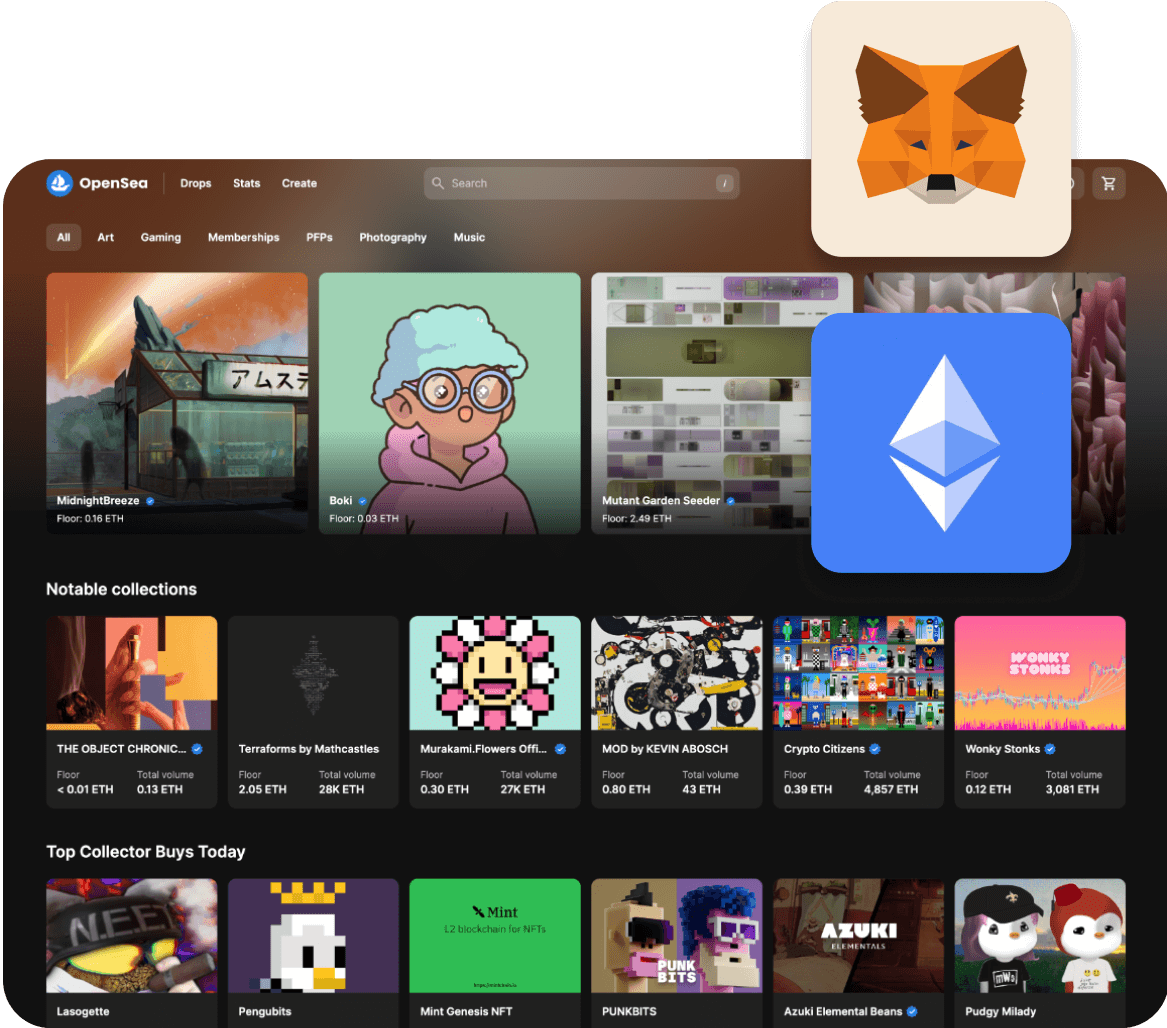 OpenSea
Drops
Stats
Create
Search
/
All
Art
Gaming
Memberships
PFPs
Photography
Music
アムステ
MidnightBreeze
Floor: 0.16 ETH
Boki
Floor: 0.03 ETH
Mutant Garden Seeder
Floor: 2.49 ETH
Notable collections
WONKY
STONKS
THE OBJECT CHRONIC...
Floor
Total volume
< 0.01 ETH
0.13 ETH
Terraforms by Mathcastles
Floor
Total volume
2.05 ETH
28K ETH
Murakami.Flowers Offi...
Floor
Total volume
0.30 ETH
27K ETH
MOD by KEVIN ABOSCH
Floor
Total volume
0.80 ETH
43 ETH
Crypto Citizens
Floor
Total volume
0.39 ETH
4,857 ETH
Wonky Stonks
Floor
Total volume
0.12 ETH
3,081 ETH
Top Collector Buys Today
N.E.E.T
Lasogette
Pengubits
Mint
L2 blockchain for NFTs
Mint Genesis NFT
PUNK
BITS
PUNKBITS
AZUKI
ELEMENTALS
Azuki Elemental Beans
Pudgy Milady